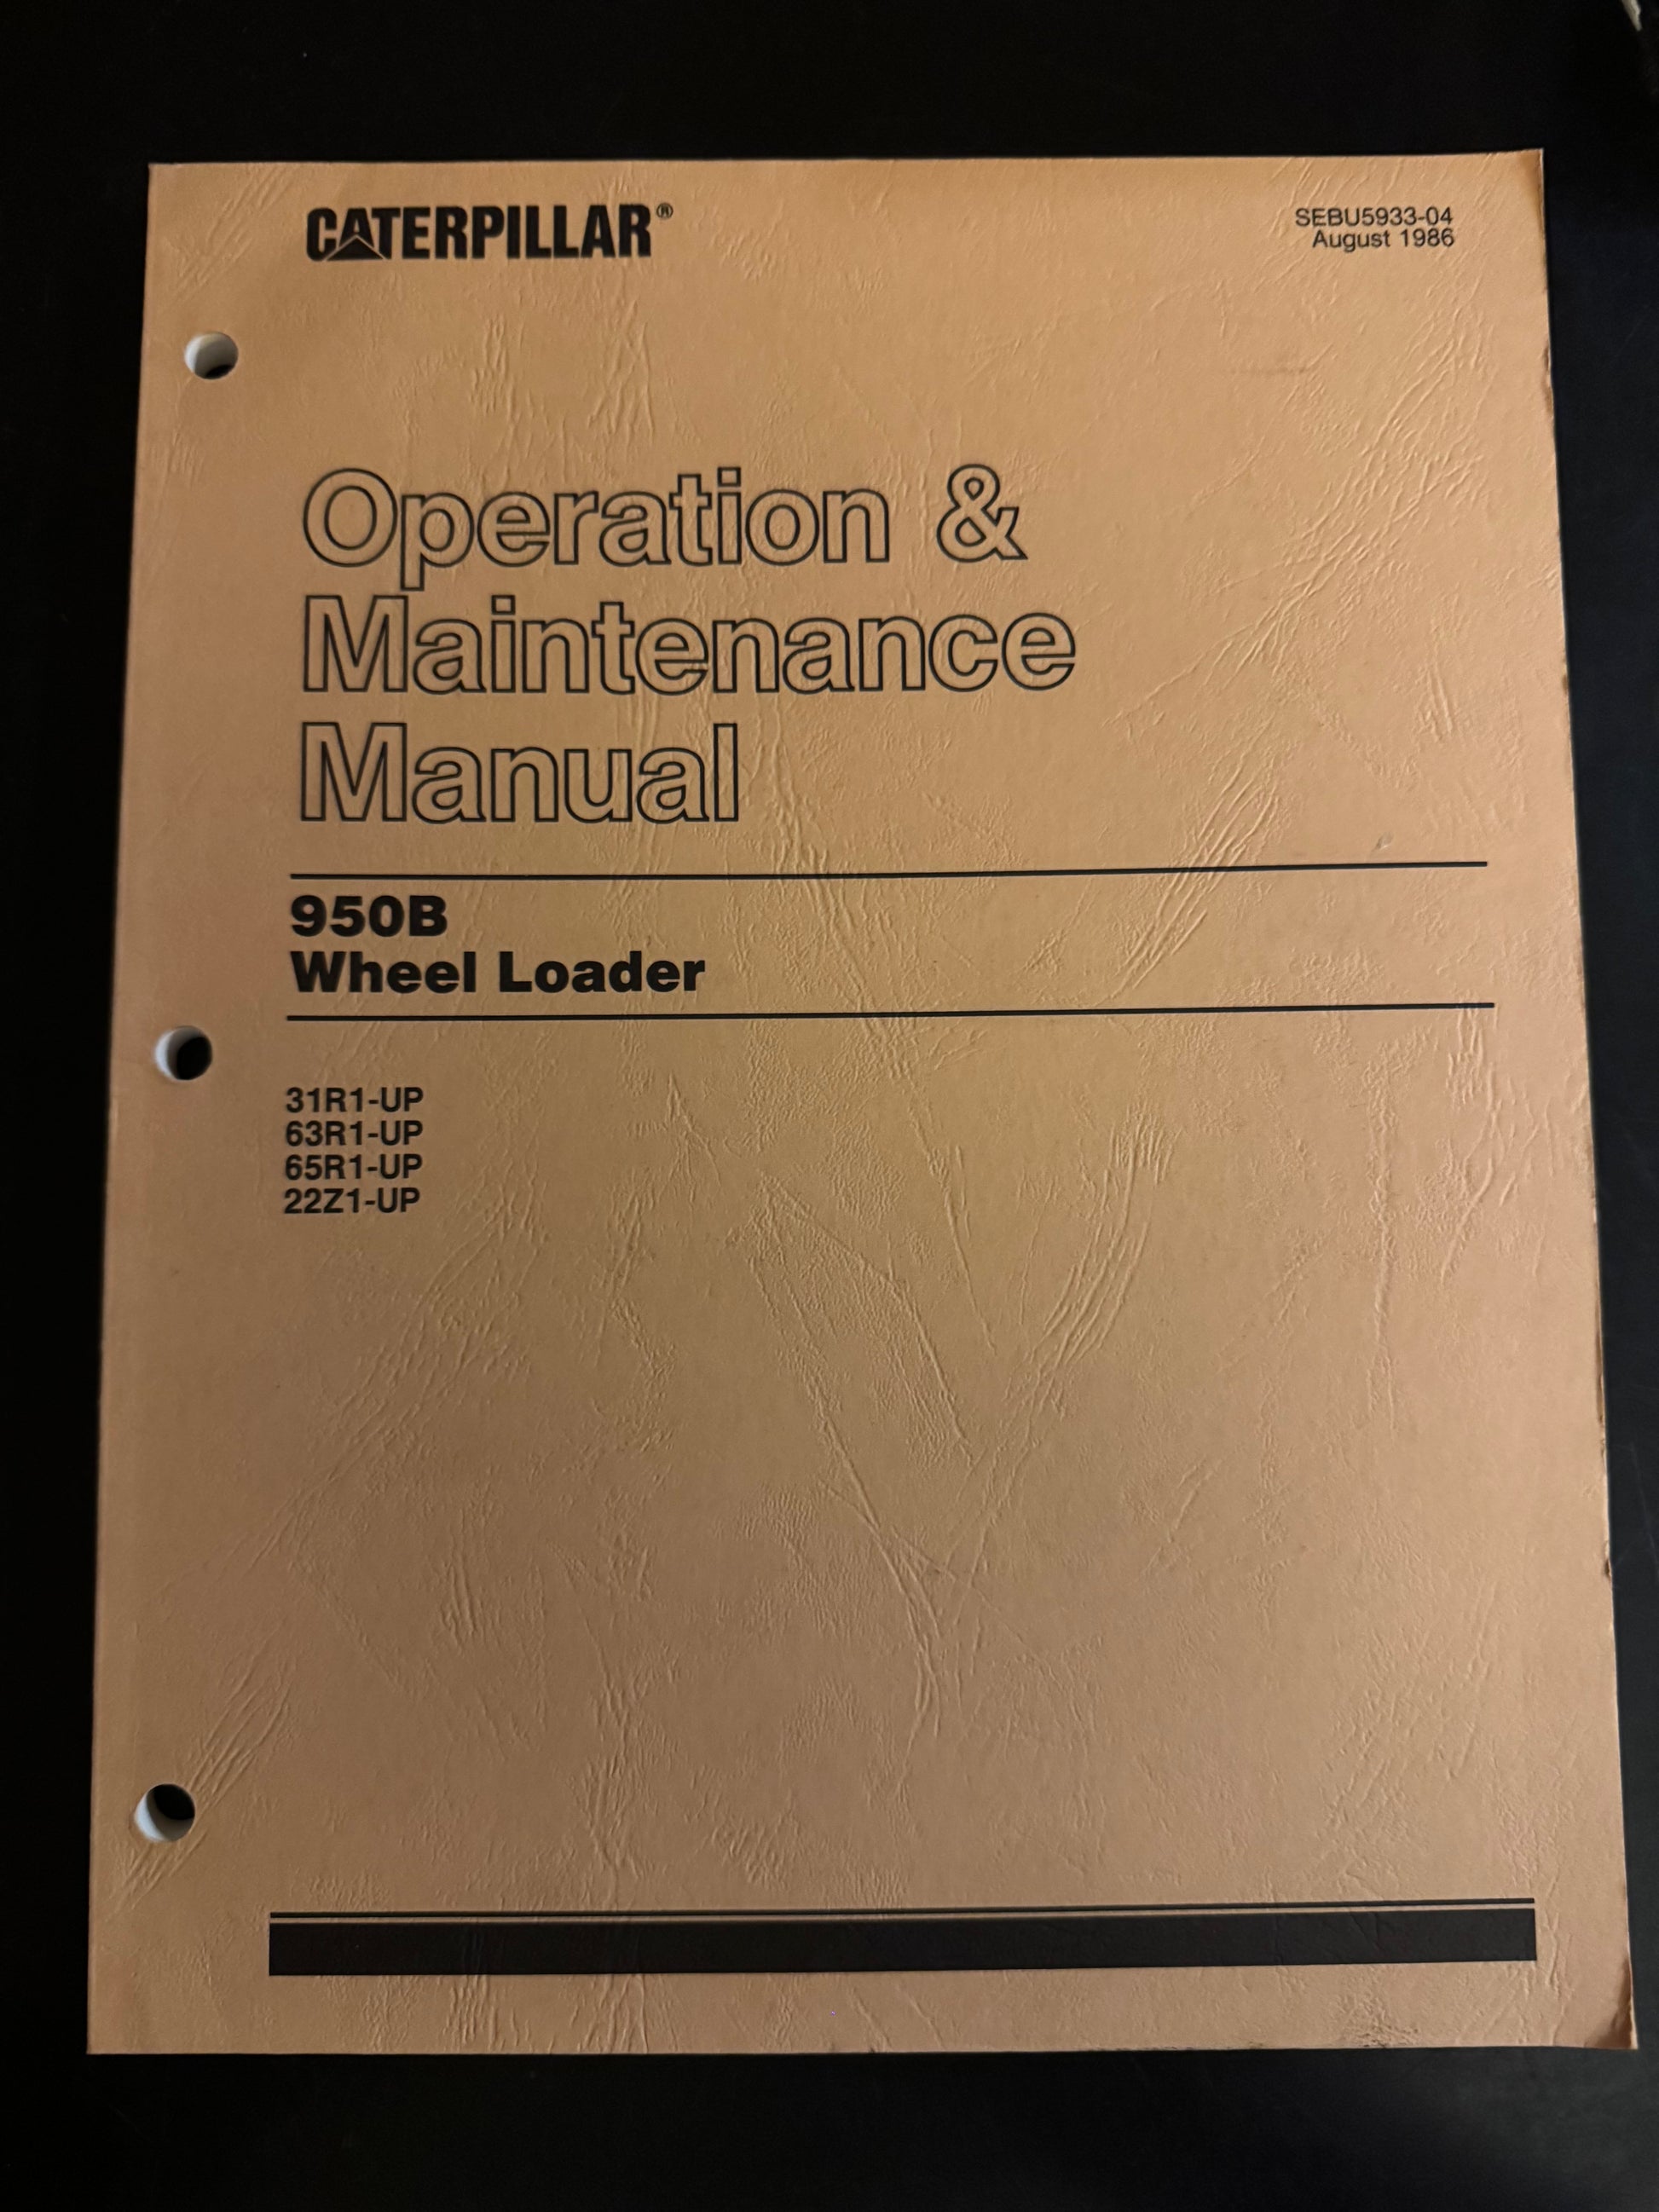 CATERPILLAR®
SEBU5933-04
August 1986
Operation &
Maintenance
Manual
950B
Wheel Loader
31R1-UP
63R1-UP
65R1-UP
22Z1-UP